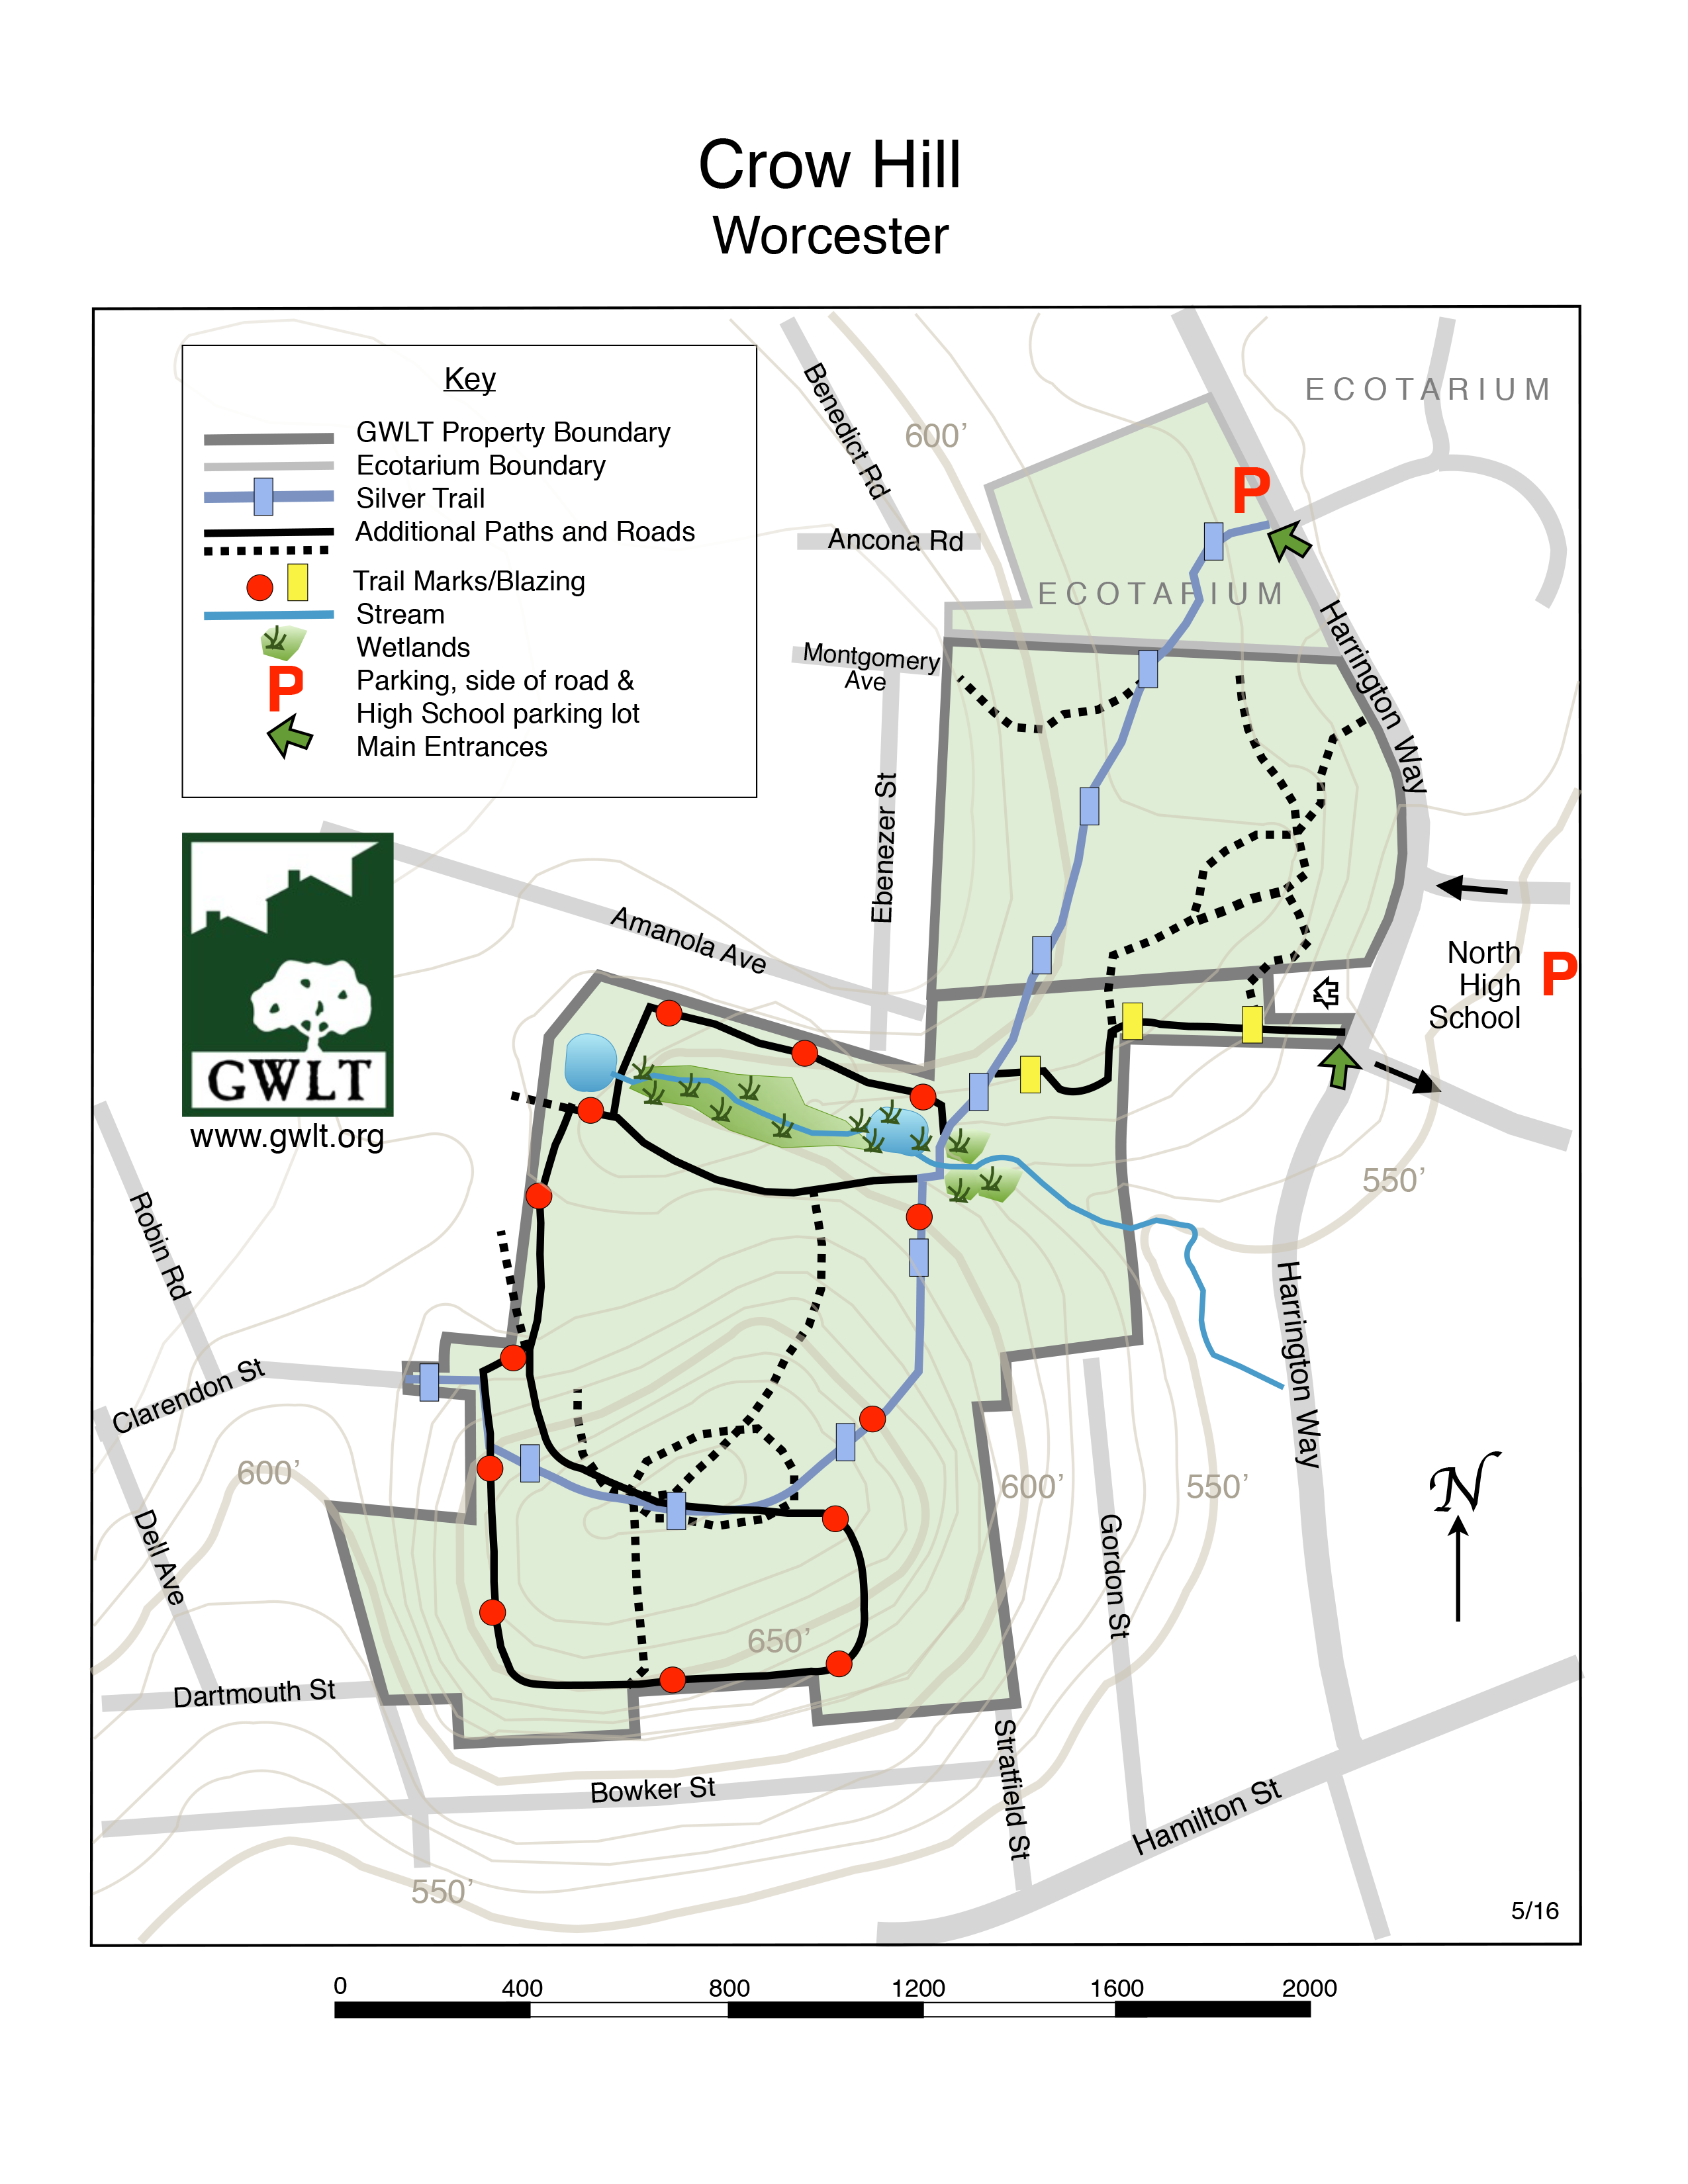 Crow Hill
Worcester
Key
GWLT Property Boundary
Ecotarium Boundary
Silver Trail
Additional Paths and Roads
Trail Marks/Blazing
Stream
Wetlands
P
Parking, side of road &
High School parking lot
Main Entrances
GWLT
www.gwlt.org
Benedict Rd
600’
ECOTARIUM
P
Ancona Rd
ECOTARIUM
Harrington Way
Montgomery
Ave
Ebenezer St
Amanola Ave
North
High
School
P
550’
Robin Rd
Clarendon St
Harrington Way
600’
600’
550’
N
Dell Ave
Gordon St
650’
Dartmouth St
Stratfield St
Bowker St
Hamilton St
550’
5/16
0 400 800 1200 1600 2000